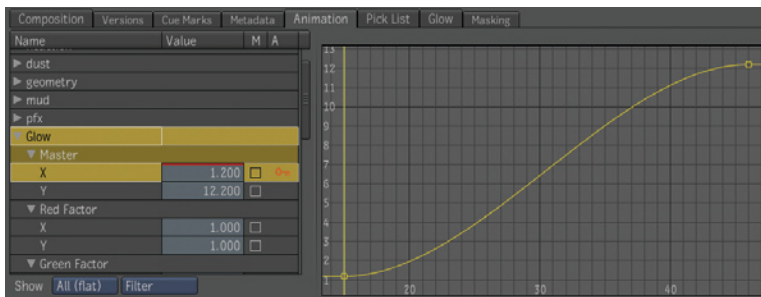 Composition Versions Cue Marks Metadata Animation Pick List Glow Masking
Name Value M A
dust
geometry
mud
pfx
Glow
Master
X 1.200
Y 12.200
Red Factor
X 1.000
Y 1.000
Green Factor
Show All (flat) Filter
13
12
11
10
9
8
7
6
5
4
3
2
1
20 30 40